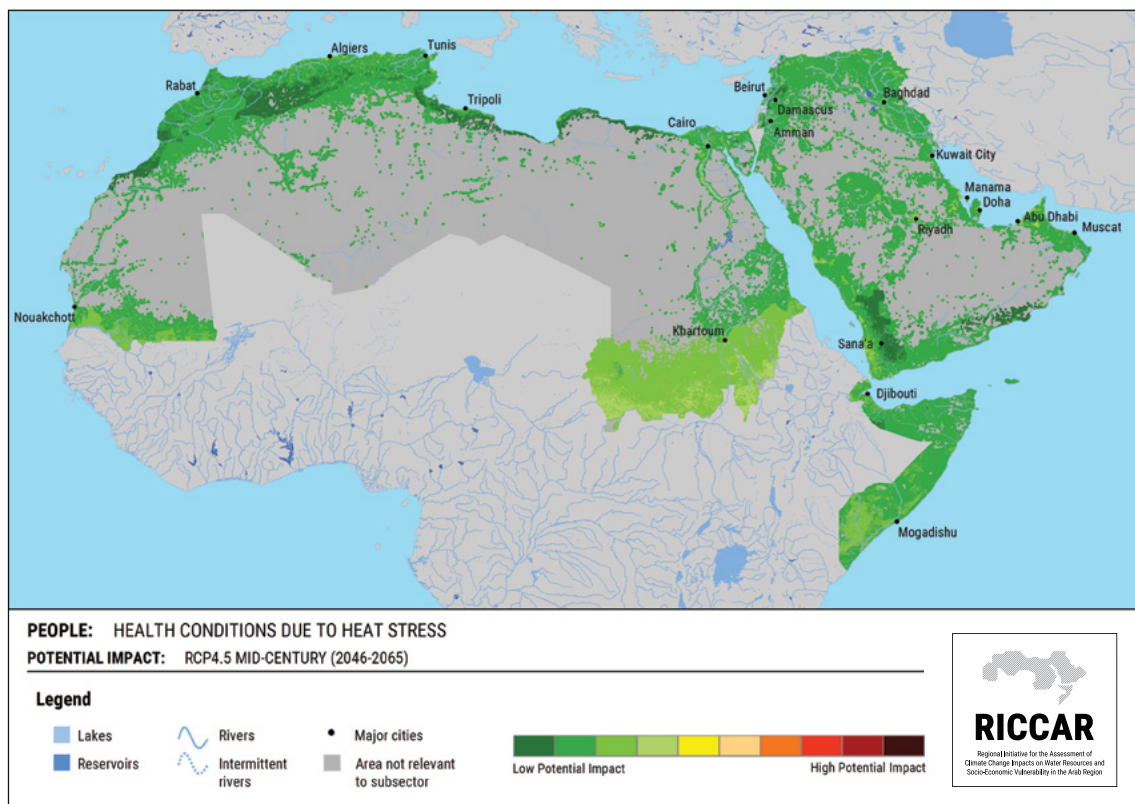 Algiers
Tunis
Rabat
Tripoli
Beirut
Baghdad
Damascus
Cairo
Amman
Kuwait City
Manama
Doha
Abu Dhabi
Riyadh
Muscat
Nouakchott
Khartoum
Sana'a
Djibouti
Mogadishu
PEOPLE: HEALTH CONDITIONS DUE TO HEAT STRESS
POTENTIAL IMPACT: RCP4.5 MID-CENTURY (2046-2065)
Legend
Lakes
Rivers
Major cities
Reservoirs
Intermittent
rivers
Area not relevant
to subsector
Low Potential Impact
High Potential Impact
RICCAR
Regional Initiative for the Assessment of
Climate Change Impacts on Water Resources and
Socio-Economic Vulnerability in the Arab Region